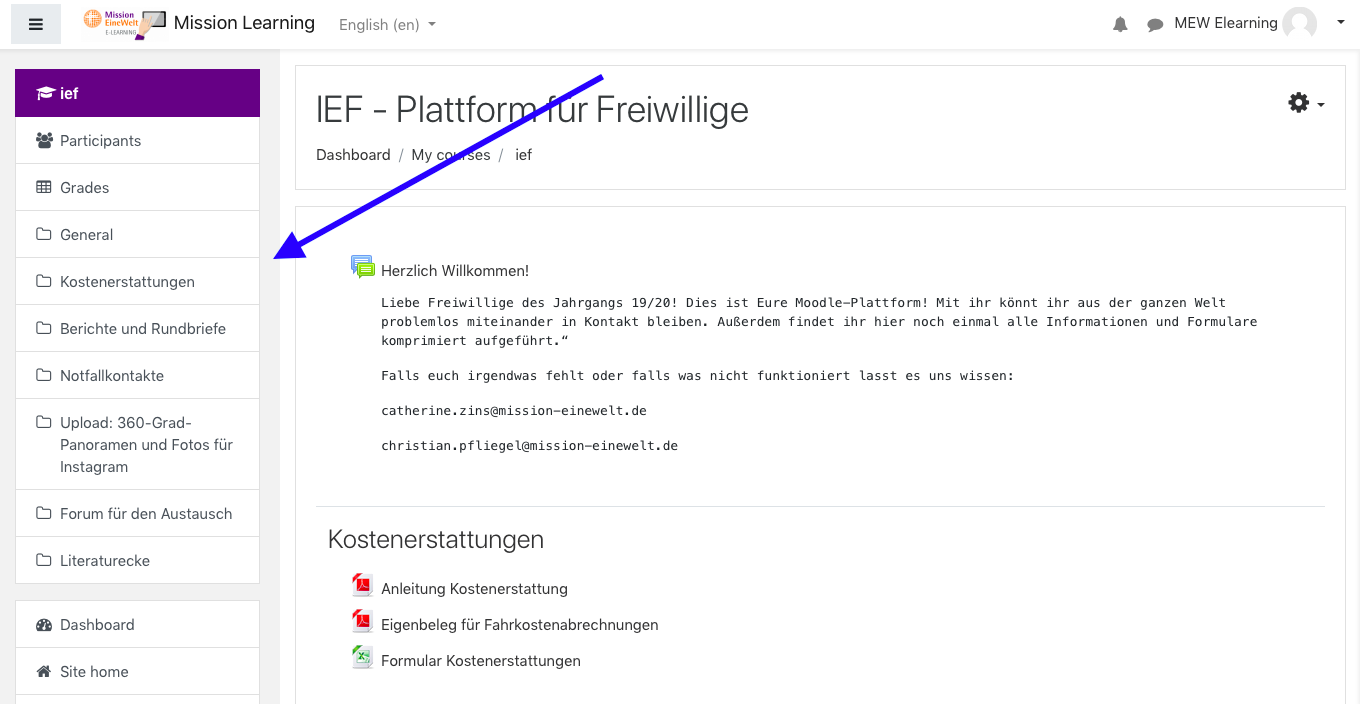 Mission
EineWelt
E-LEARNING
Mission Learning
English (en)
MEW Elearning
ief
Participants
Grades
General
Kostenerstattungen
Berichte und Rundbriefe
Notfallkontakte
Upload: 360-Grad-
Panoramen und Fotos für
Instagram
Forum für den Austausch
Literaturecke
Dashboard
Site home
IEF - Plattform für Freiwillige
Dashboard / My courses / ief
Herzlich Willkommen!
Liebe Freiwillige des Jahrgangs 19/20! Dies ist Eure Moodle-Plattform! Mit ihr könnt ihr aus der ganzen Welt
problemlos miteinander in Kontakt bleiben. Außerdem findet ihr hier noch einmal alle Informationen und Formulare
komprimiert aufgeführt.“
Falls euch irgendwas fehlt oder falls was nicht funktioniert lasst es uns wissen:
catherine.zins@mission-einewelt.de
christian.pfliegel@mission-einewelt.de
Kostenerstattungen
Anleitung Kostenerstattung
Eigenbeleg für Fahrkostenabrechnungen
Formular Kostenerstattungen